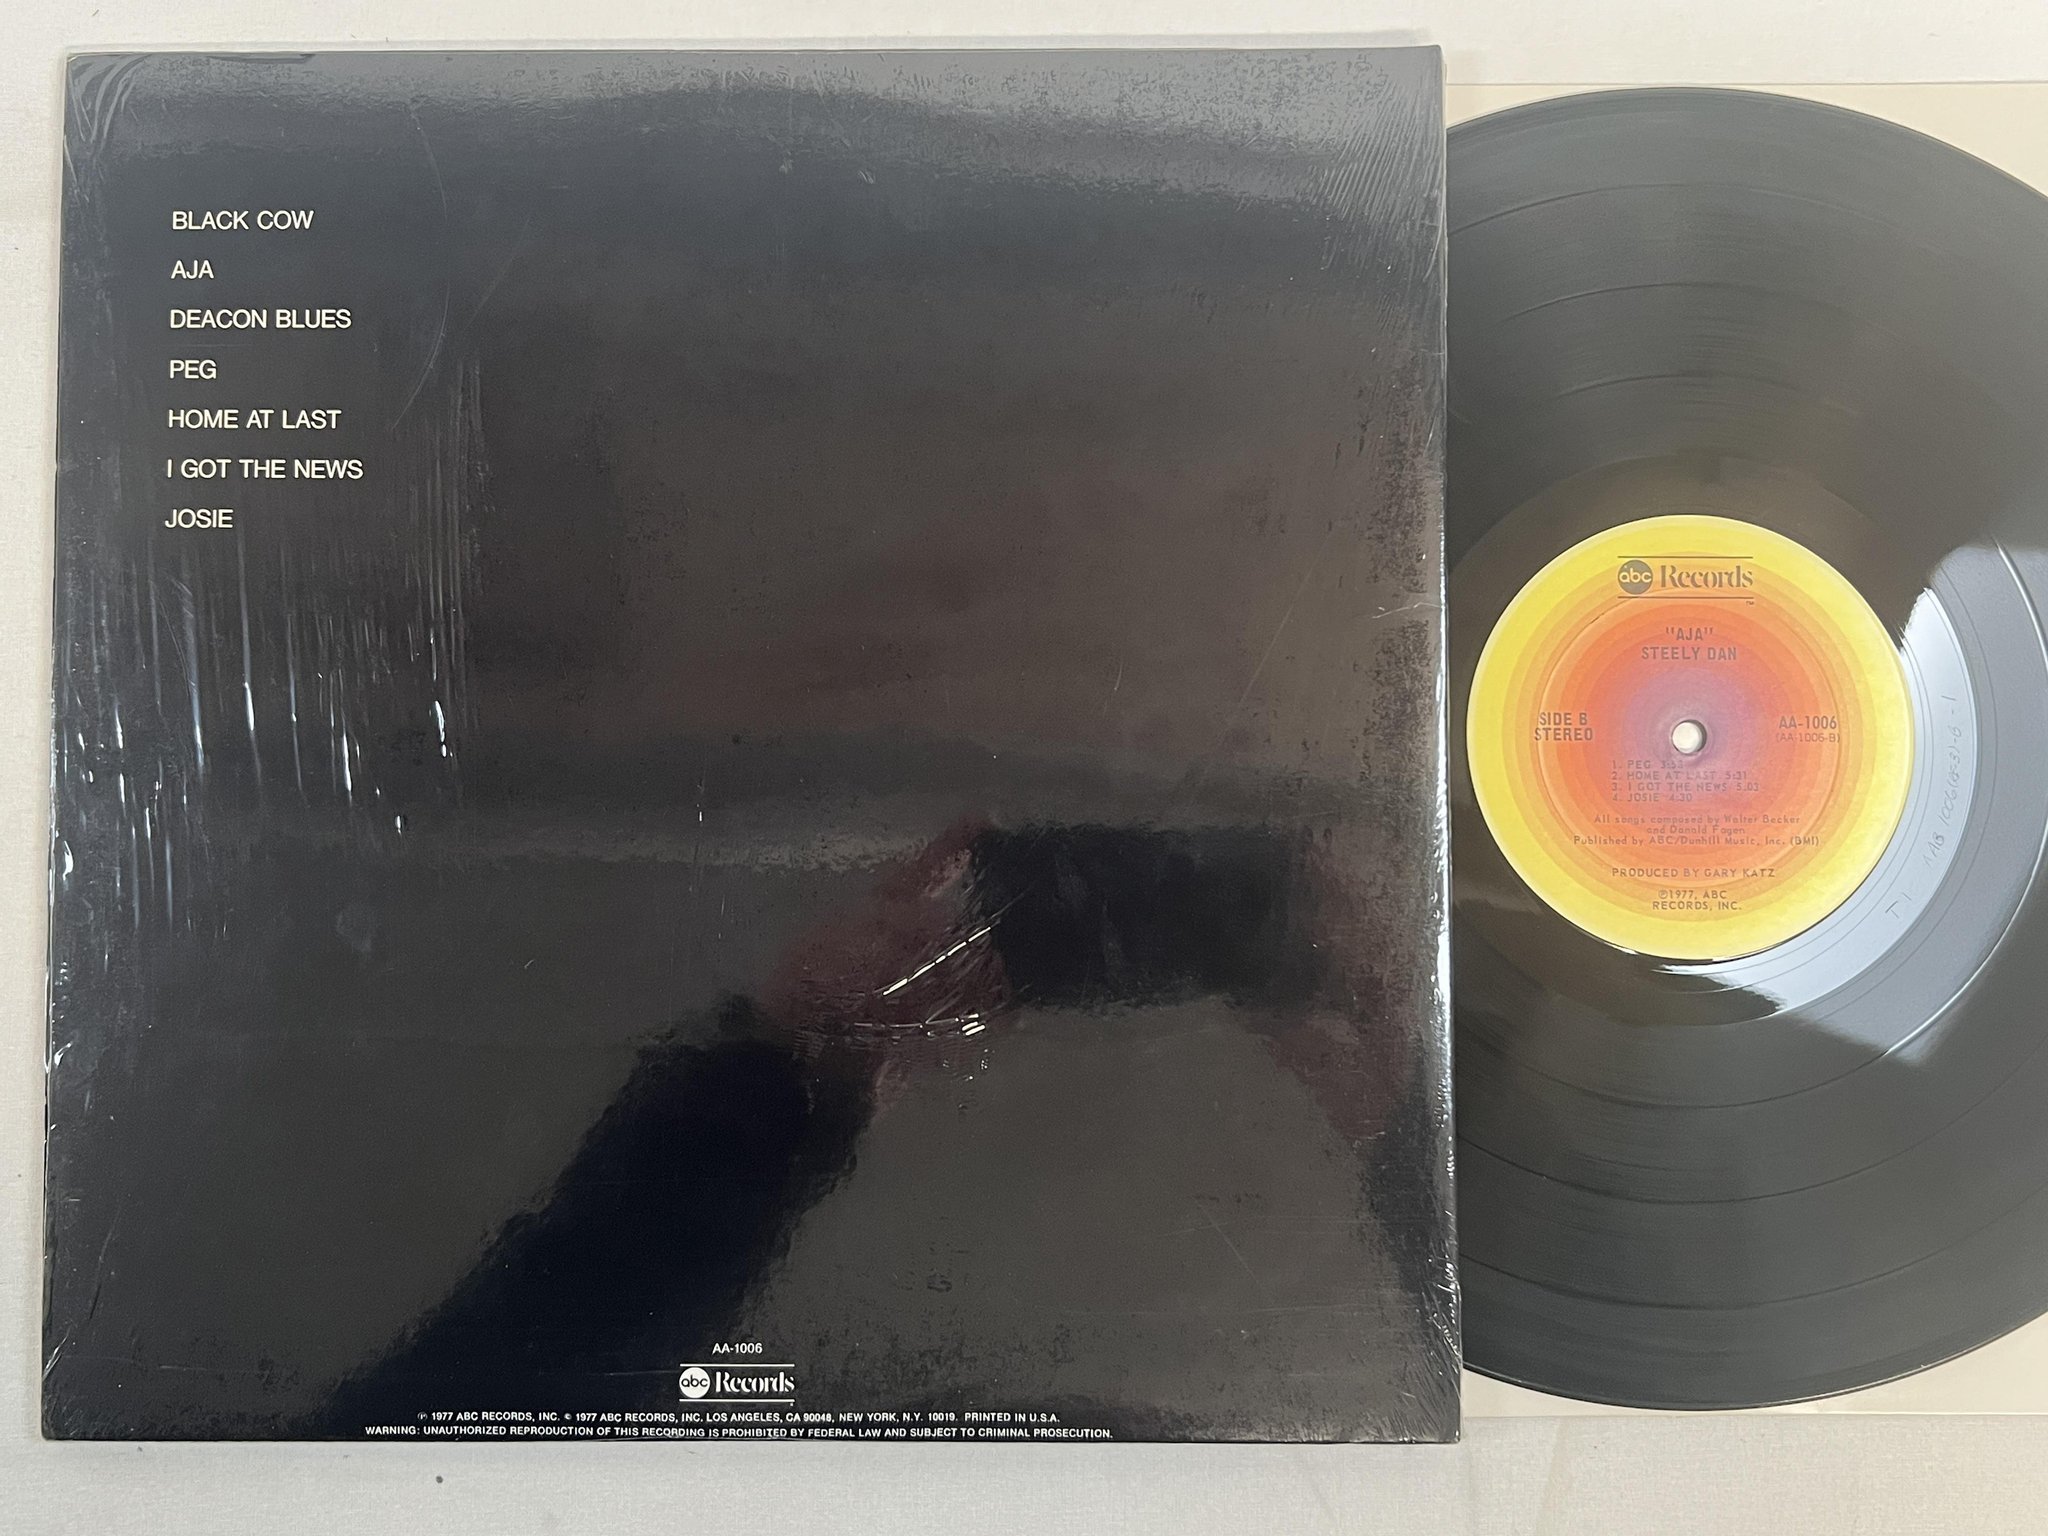 BLACK COW
AJA
DEACON BLUES
PEG
HOME AT LAST
I GOT THE NEWS
JOSIE
AA-1006
abc Records
℗ 1977 ABC RECORDS, INC. © 1977 ABC RECORDS, INC. LOS ANGELES, CA 90048, NEW YORK, N.Y. 10019. PRINTED IN U.S.A.
WARNING: UNAUTHORIZED REPRODUCTION OF THIS RECORDING IS PROHIBITED BY FEDERAL LAW AND SUBJECT TO CRIMINAL PROSECUTION.
abc Records
TM
"AJA"
STEELY DAN
SIDE B
STEREO
AA-1006
(AA-1006-B)
1. PEG 3:53
2. HOME AT LAST 5:31
3. I GOT THE NEWS 5:03
4. JOSIE 4:30
All songs composed by Walter Becker
and Donald Fagen
Published by ABC/Dunhill Music, Inc. (BMI)
PRODUCED BY GARY KATZ
℗1977, ABC
RECORDS, INC.